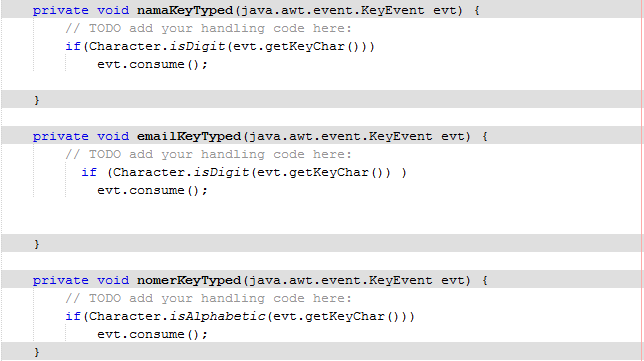 private void namaKeyTyped(java.awt.event.KeyEvent evt) {
// TODO add your handling code here:
if(Character.isDigit(evt.getKeyChar()))
evt.consume();
}
private void emailKeyTyped(java.awt.event.KeyEvent evt) {
// TODO add your handling code here:
if (Character.isDigit(evt.getKeyChar()) )
evt.consume();
}
private void nomerKeyTyped(java.awt.event.KeyEvent evt) {
// TODO add your handling code here:
if(Character.isAlphabetic(evt.getKeyChar()))
evt.consume();
}